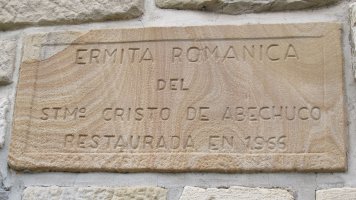 ERMITA ROMANICA
DEL
STMº CRISTO DE ABECHUCO
RESTAURADA EN 1966